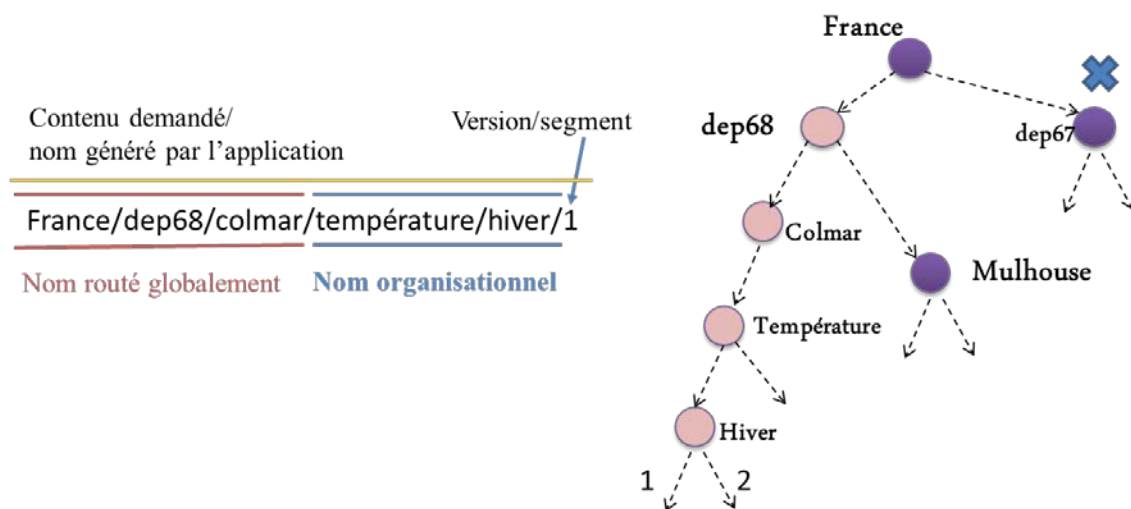 Contenu demandé/
nom généré par l'application
Version/segment
France/dep68/colmar/température/hiver/1
Nom routé globalement
Nom organisationnel
France
dep68
dep67
Colmar
Mulhouse
Température
Hiver
1
2